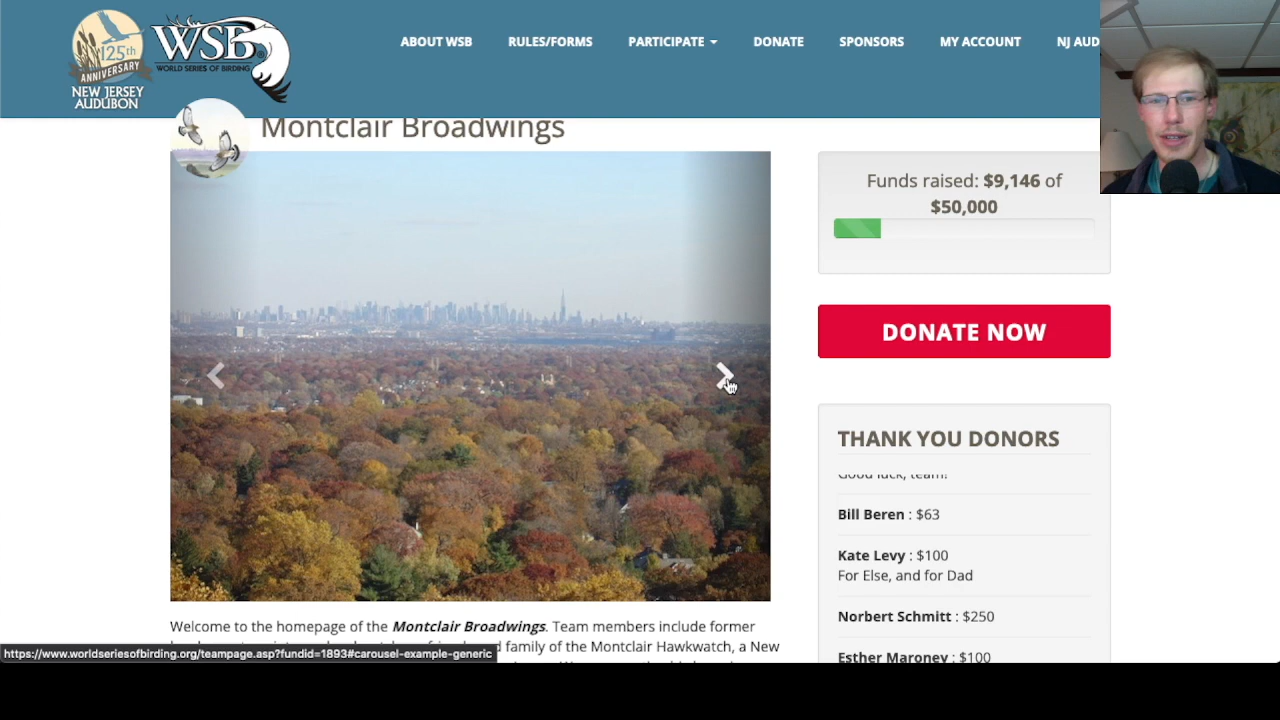 125th
ANNIVERSARY
NEW JERSEY
AUDUBON
WSB
WORLD SERIES OF BIRDING
ABOUT WSB
RULES/FORMS
PARTICIPATE
DONATE
SPONSORS
MY ACCOUNT
NJ AUD
Montclair Broadwings
Funds raised: $9,146 of
$50,000
DONATE NOW
THANK YOU DONORS
Good luck, team!
Bill Beren : $63
Kate Levy : $100
For Else, and for Dad
Norbert Schmitt : $250
Esther Maroney : $100
Welcome to the homepage of the Montclair Broadwings. Team members include former
d family of the Montclair Hawkwatch, a New
https://www.worldseriesofbirding.org/teampage.asp?fundid=1893#carousel-example-generic